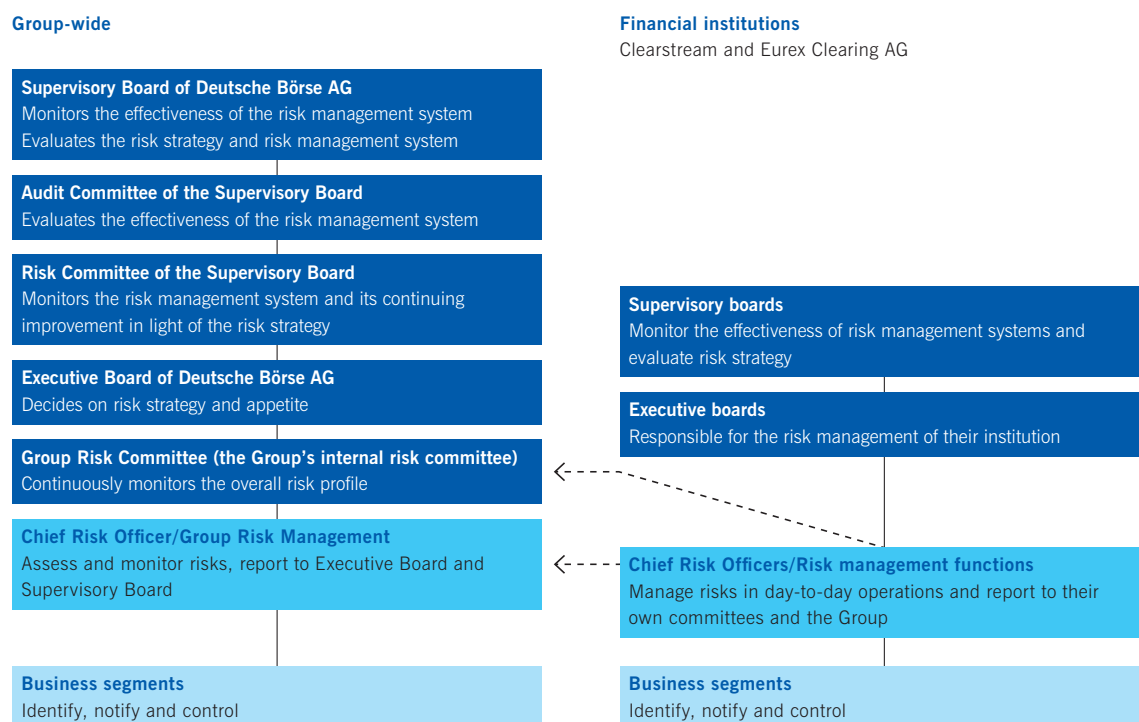 Group-wide
Supervisory Board of Deutsche Börse AG
Monitors the effectiveness of the risk management system
Evaluates the risk strategy and risk management system
Audit Committee of the Supervisory Board
Evaluates the effectiveness of the risk management system
Risk Committee of the Supervisory Board
Monitors the risk management system and its continuing
improvement in light of the risk strategy
Executive Board of Deutsche Börse AG
Decides on risk strategy and appetite
Group Risk Committee (the Group’s internal risk committee)
Continuously monitors the overall risk profile
Chief Risk Officer/Group Risk Management
Assess and monitor risks, report to Executive Board and
Supervisory Board
Business segments
Identify, notify and control
Financial institutions
Clearstream and Eurex Clearing AG
Supervisory boards
Monitor the effectiveness of risk management systems and
evaluate risk strategy
Executive boards
Responsible for the risk management of their institution
Chief Risk Officers/Risk management functions
Manage risks in day-to-day operations and report to their
own committees and the Group
Business segments
Identify, notify and control